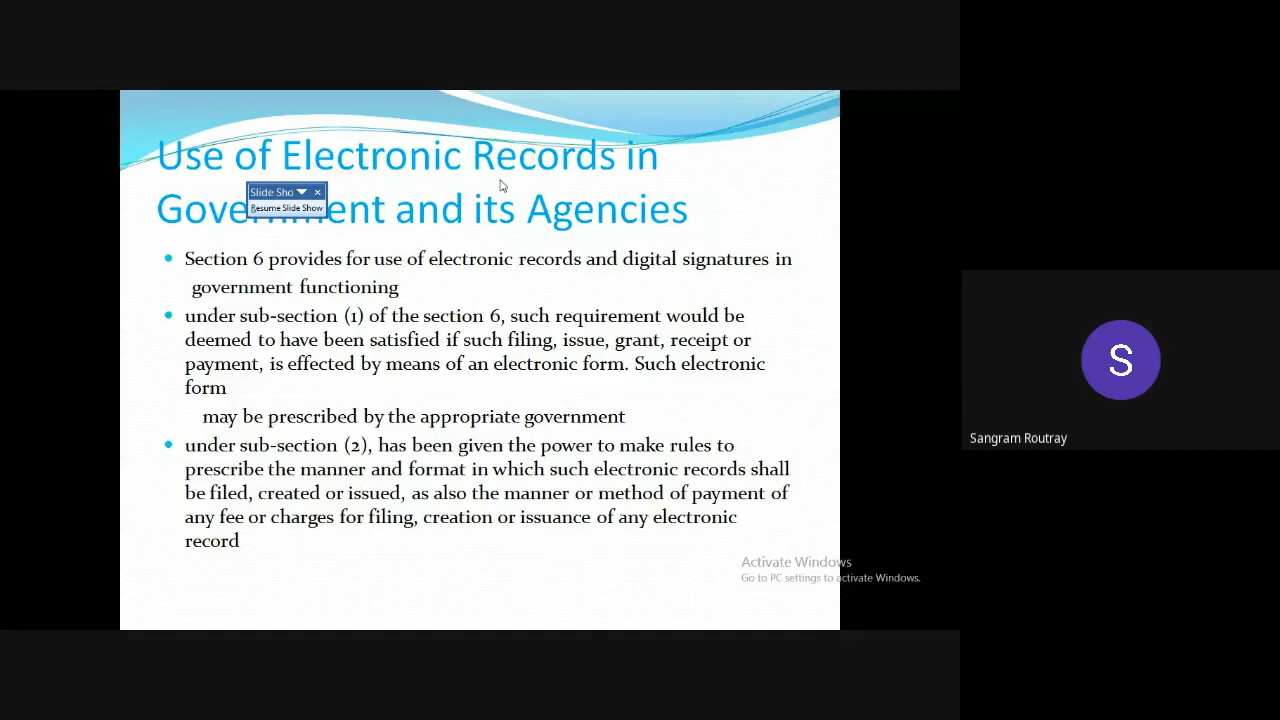 Use of Electronic Records in
Government and its Agencies
Slide Sho
Resume Slide Show
• Section 6 provides for use of electronic records and digital signatures in
government functioning
• under sub-section (1) of the section 6, such requirement would be
deemed to have been satisfied if such filing, issue, grant, receipt or
payment, is effected by means of an electronic form. Such electronic
form
may be prescribed by the appropriate government
• under sub-section (2), has been given the power to make rules to
prescribe the manner and format in which such electronic records shall
be filed, created or issued, as also the manner or method of payment of
any fee or charges for filing, creation or issuance of any electronic
record
Activate Windows
Go to PC settings to activate Windows.
S
Sangram Routray